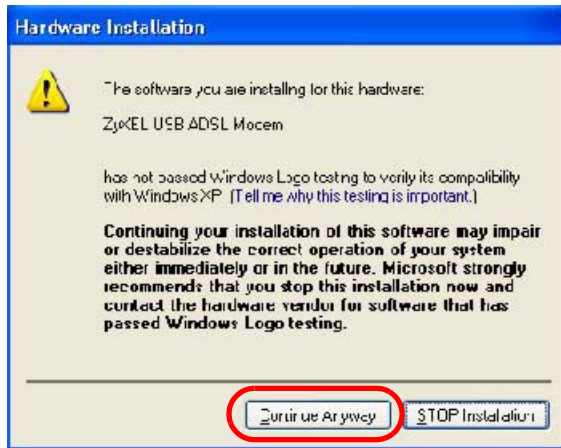 Hardware Installation
The software you are installing for this hardware:
ZyXEL USB ADSL Modem
has not passed Windows Logo testing to verify its compatibility
with Windows XP. (Tell me why this testing is important.)
Continuing your installation of this software may impair
or destabilize the correct operation of your system
either immediately or in the future. Microsoft strongly
recommends that you stop this installation now and
contact the hardware vendor for software that has
passed Windows Logo testing.
Continue Anyway
STOP Installation